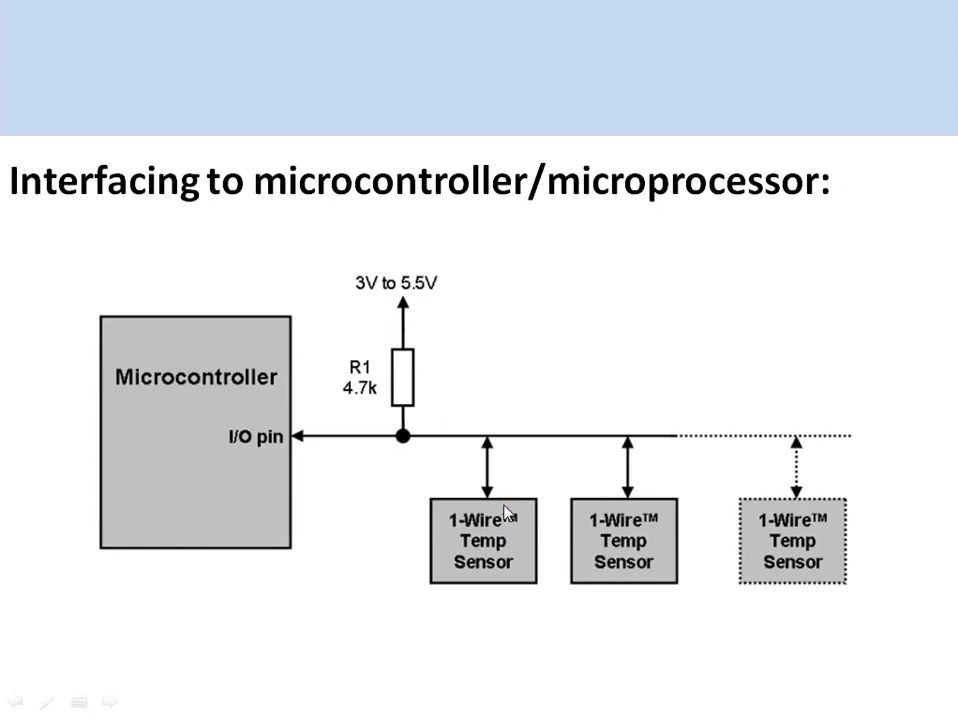 Interfacing to microcontroller/microprocessor:
3V to 5.5V
Microcontroller
R1
4.7k
I/O pin
1-Wire™
Temp
Sensor
1-Wire™
Temp
Sensor
1-Wire™
Temp
Sensor